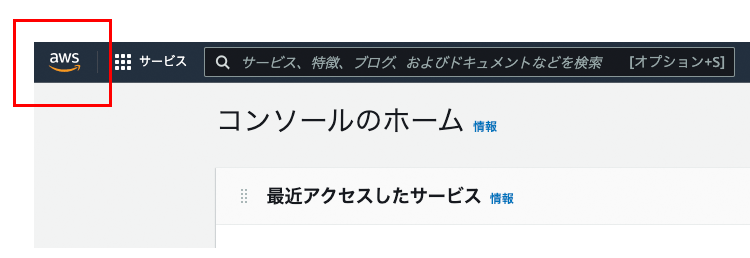 aws サービス サービス、特徴、ブログ、およびドキュメントなどを検索 [オプション+S]
コンソールのホーム 情報
最近アクセスしたサービス 情報